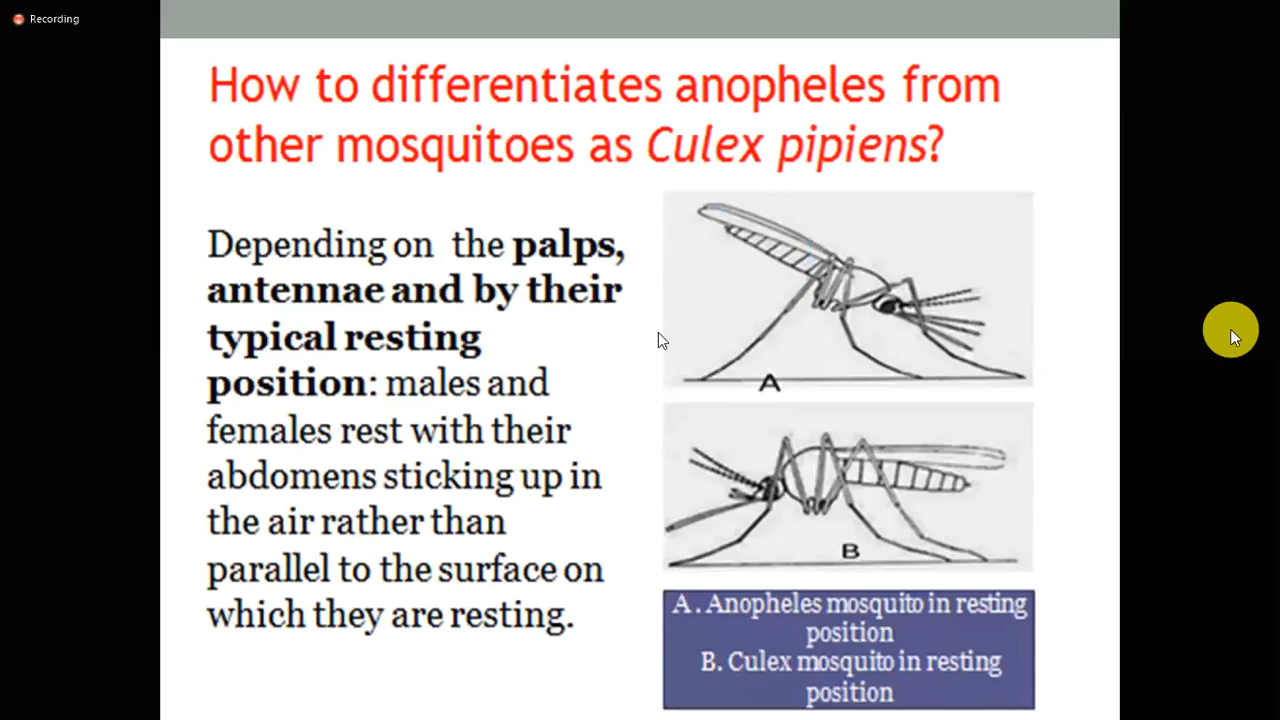 Recording
How to differentiates anopheles from
other mosquitoes as Culex pipiens?
Depending on the palps,
antennae and by their
typical resting
position: males and
females rest with their
abdomens sticking up in
the air rather than
parallel to the surface on
which they are resting.
A
B
A . Anopheles mosquito in resting
position
B. Culex mosquito in resting
position